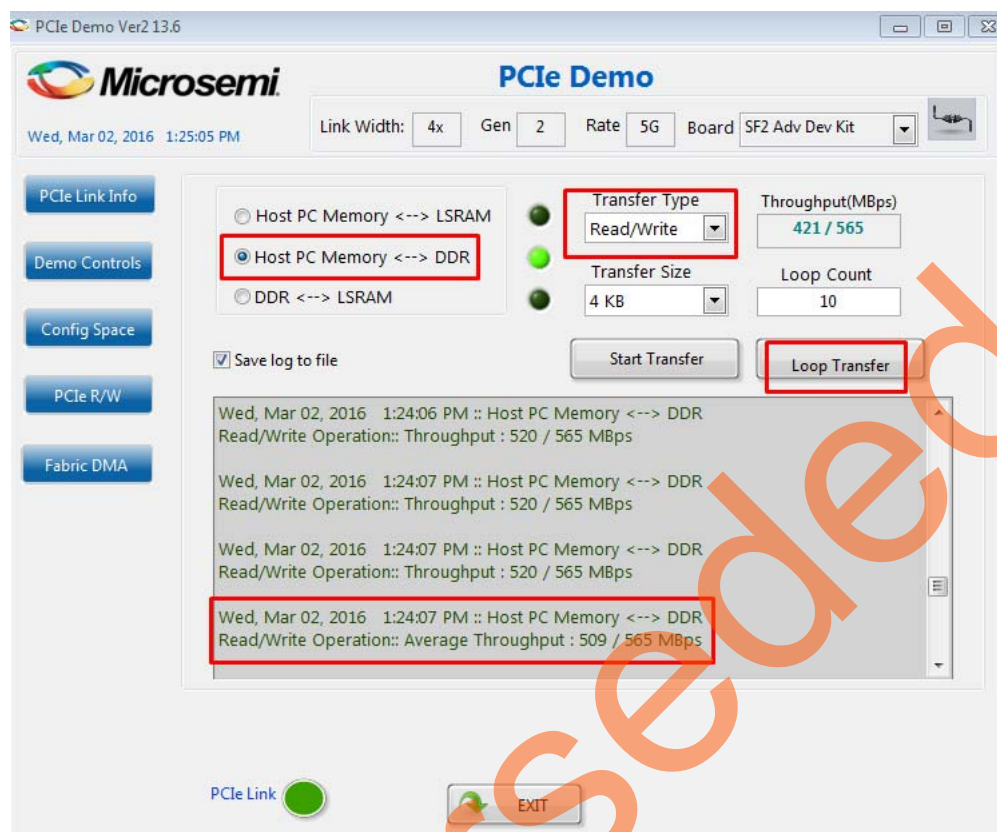 PCIe Demo Ver2 13.6
Microsemi.
PCIe Demo
Wed, Mar 02, 2016 1:25:05 PM
Link Width: 4x Gen 2 Rate 5G Board SF2 Adv Dev Kit
PCIe Link Info
Demo Controls
Config Space
PCIe R/W
Fabric DMA
Host PC Memory <--> LSRAM
Host PC Memory <--> DDR
DDR <--> LSRAM
Transfer Type
Read/Write
Transfer Size
4 KB
Throughput(MBps)
421 / 565
Loop Count
10
Save log to file
Start Transfer
Loop Transfer
Wed, Mar 02, 2016 1:24:06 PM :: Host PC Memory <--> DDR
Read/Write Operation:: Throughput : 520 / 565 MBps
Wed, Mar 02, 2016 1:24:07 PM :: Host PC Memory <--> DDR
Read/Write Operation:: Throughput : 520 / 565 MBps
Wed, Mar 02, 2016 1:24:07 PM :: Host PC Memory <--> DDR
Read/Write Operation:: Throughput : 520 / 565 MBps
Wed, Mar 02, 2016 1:24:07 PM :: Host PC Memory <--> DDR
Read/Write Operation:: Average Throughput : 509 / 565 MBps
PCIe Link
EXIT
seded